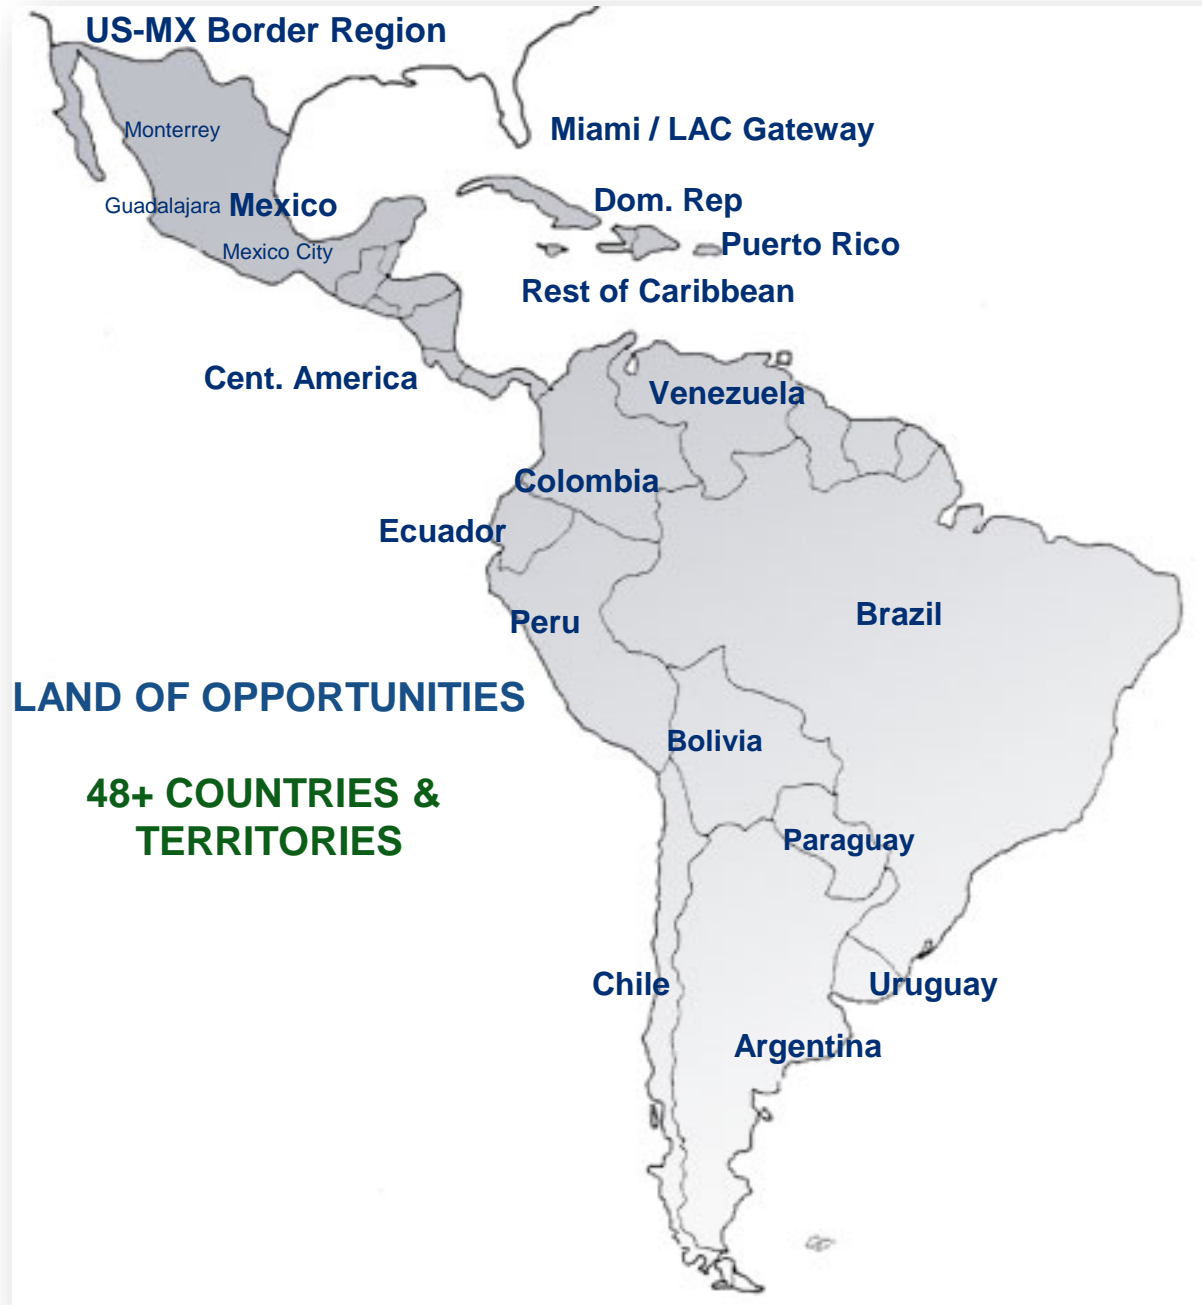 US-MX Border Region
Monterrey
Miami / LAC Gateway
Guadalajara
Mexico
Dom. Rep
Mexico City
Puerto Rico
Rest of Caribbean
Cent. America
Venezuela
Colombia
Ecuador
Peru
Brazil
LAND OF OPPORTUNITIES
Bolivia
48+ COUNTRIES &
TERRITORIES
Paraguay
Chile
Uruguay
Argentina